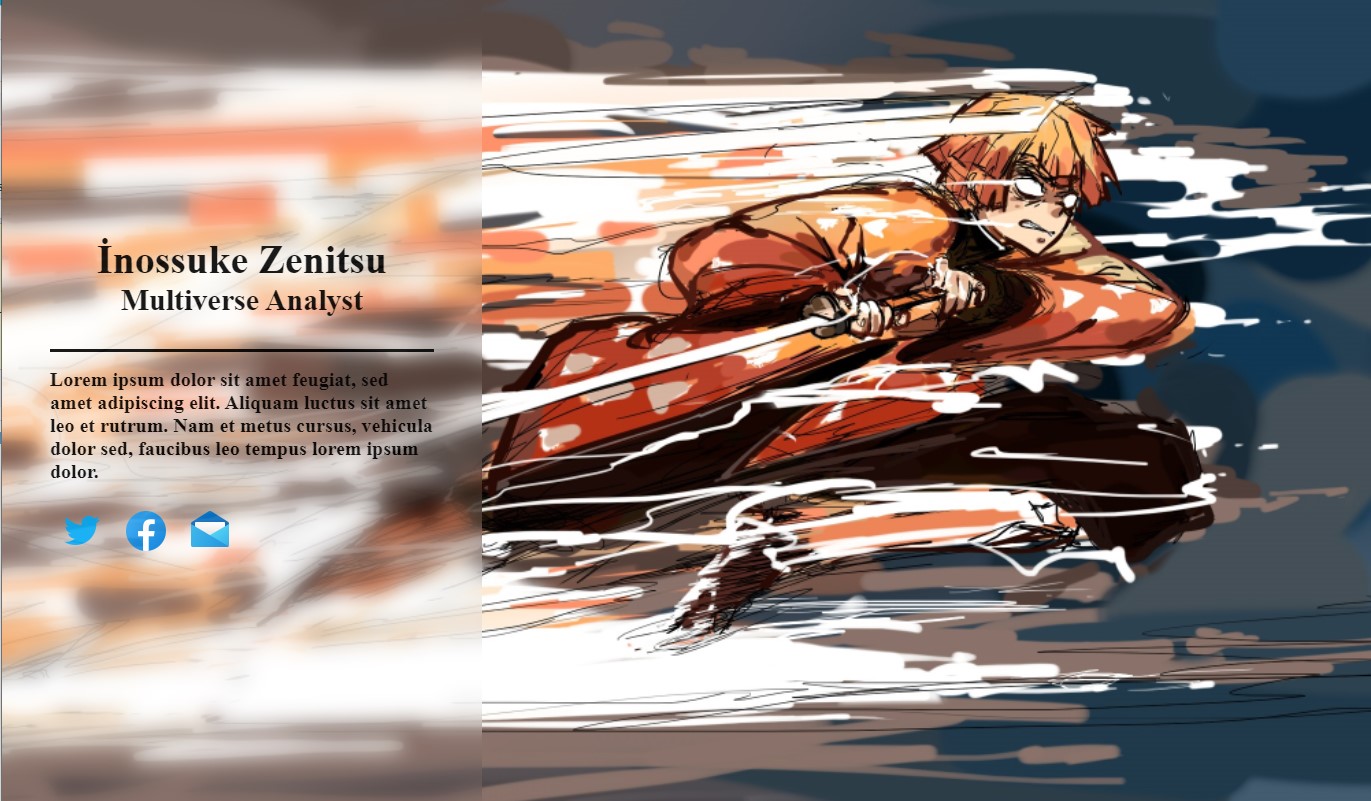 İnossuke Zenitsu
Multiverse Analyst
Lorem ipsum dolor sit amet feugiat, sed
amet adipiscing elit. Aliquam luctus sit amet
leo et rutrum. Nam et metus cursus, vehicula
dolor sed, faucibus leo tempus lorem ipsum
dolor.